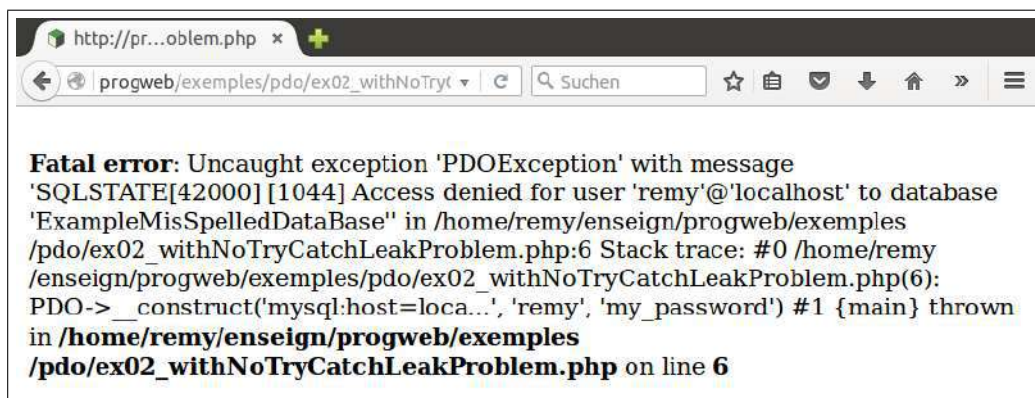 http://pr...oblem.php ×
progweb/exemples/pdo/ex02_withNoTry( Suchen
Fatal error: Uncaught exception 'PDOException' with message
'SQLSTATE[42000] [1044] Access denied for user 'remy'@'localhost' to database
'ExampleMisSpelledDataBase'' in /home/remy/enseign/progweb/exemples
/pdo/ex02_withNoTryCatchLeakProblem.php:6 Stack trace: #0 /home/remy
/enseign/progweb/exemples/pdo/ex02_withNoTryCatchLeakProblem.php(6):
PDO->__construct('mysql:host=loca...', 'remy', 'my_password') #1 {main} thrown
in /home/remy/enseign/progweb/exemples
/pdo/ex02_withNoTryCatchLeakProblem.php on line 6